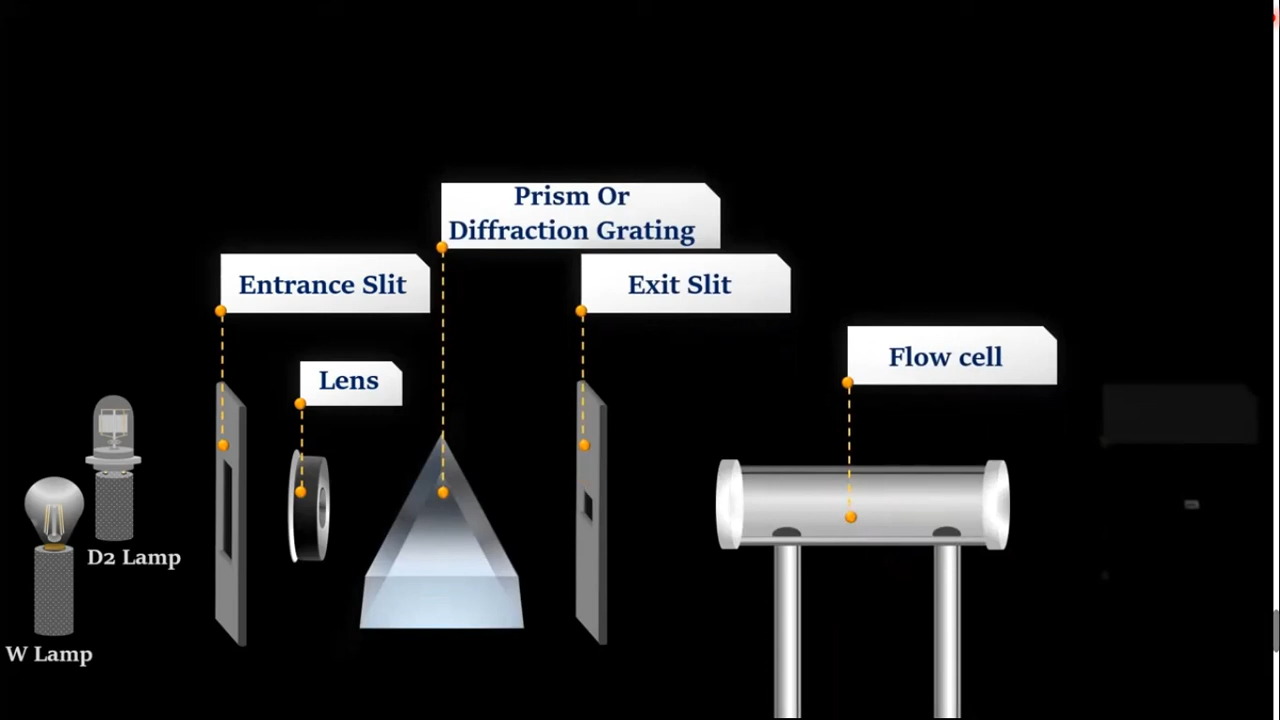 Prism Or
Diffraction Grating
Entrance Slit
Exit Slit
Flow cell
Lens
D2 Lamp
W Lamp